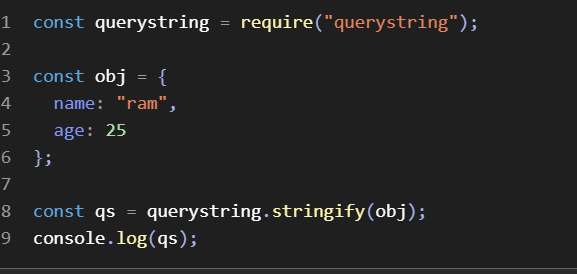 1 const querystring = require("querystring");
2
3 const obj = {
4   name: "ram",
5   age: 25
6 };
7
8 const qs = querystring.stringify(obj);
9 console.log(qs);